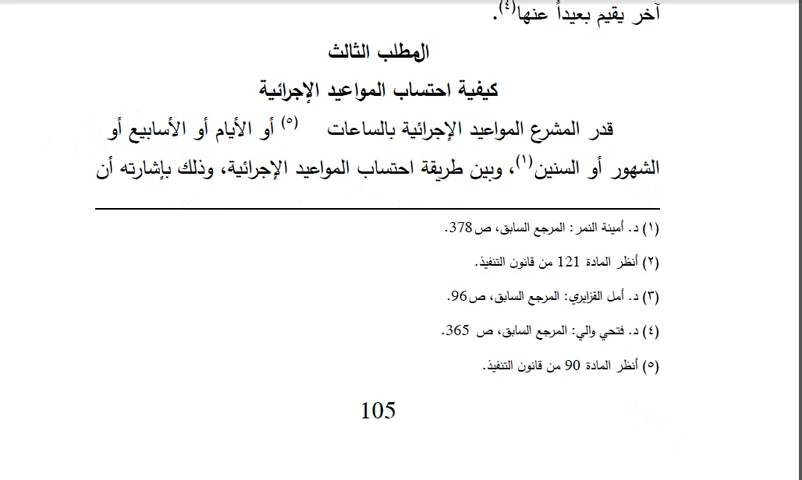 آخر يقيم بعيداً عنها(٤).
المطلب الثالث
كيفية احتساب المواعيد الإجرائية
قدر المشرع المواعيد الإجرائية بالساعات (٥) أو الأيام أو الأسابيع أو
الشهور أو السنين(١)، وبين طريقة احتساب المواعيد الإجرائية، وذلك بإشارته أن
(١) د. أمينة النمر: المرجع السابق، ص378.
(٢) أنظر المادة 121 من قانون التنفيذ.
(٣) د. أمل القزايري: المرجع السابق، ص96.
(٤) د. فتحي والي: المرجع السابق، ص 365.
(٥) أنظر المادة 90 من قانون التنفيذ.
105